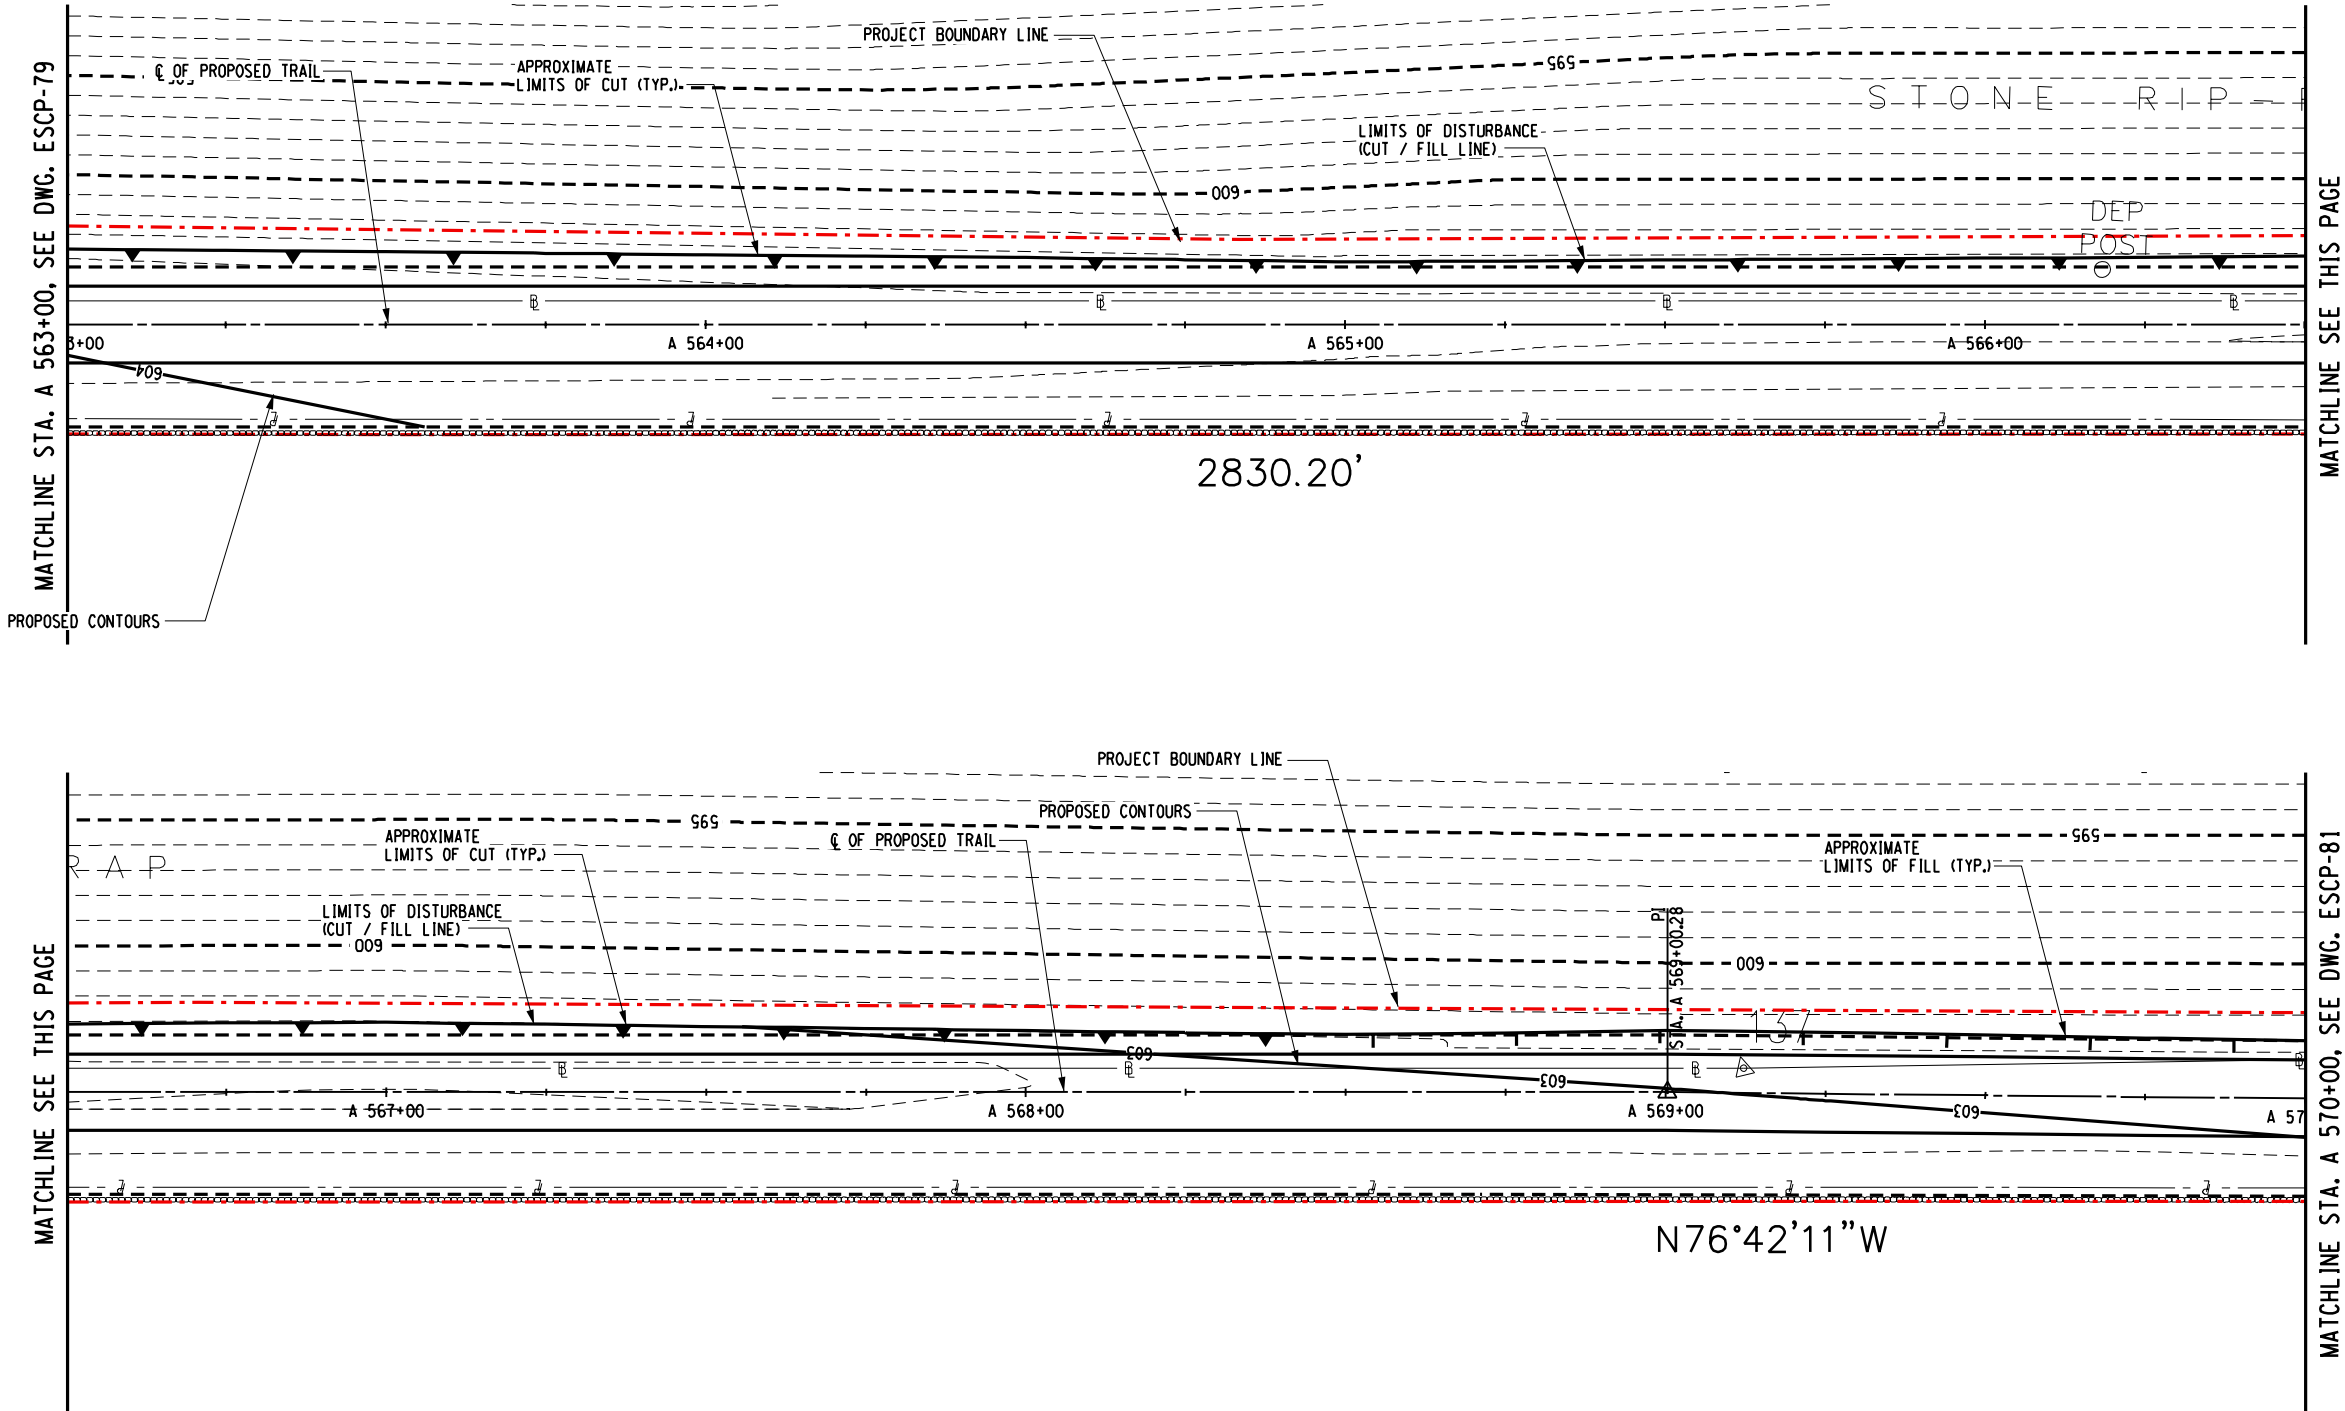 PROJECT BOUNDARY LINE
℄ OF PROPOSED TRAIL
APPROXIMATE
LIMITS OF CUT (TYP.)
595
STONE RIP-
LIMITS OF DISTURBANCE
(CUT / FILL LINE)
600
DEP
POST
MATCHLINE STA. A 563+00, SEE DWG. ESCP-79
MATCHLINE SEE THIS PAGE
3+00
A 564+00
A 565+00
A 566+00
604
2830.20'
PROPOSED CONTOURS
PROJECT BOUNDARY LINE
PROPOSED CONTOURS
595
APPROXIMATE
LIMITS OF CUT (TYP.)
℄ OF PROPOSED TRAIL
595
APPROXIMATE
LIMITS OF FILL (TYP.)
RAP
LIMITS OF DISTURBANCE
(CUT / FILL LINE)
600
600
PI
STA. A 569+00.28
137
603
603
603
A 567+00
A 568+00
A 569+00
A 57
MATCHLINE SEE THIS PAGE
MATCHLINE STA. A 570+00, SEE DWG. ESCP-81
N76°42'11"W